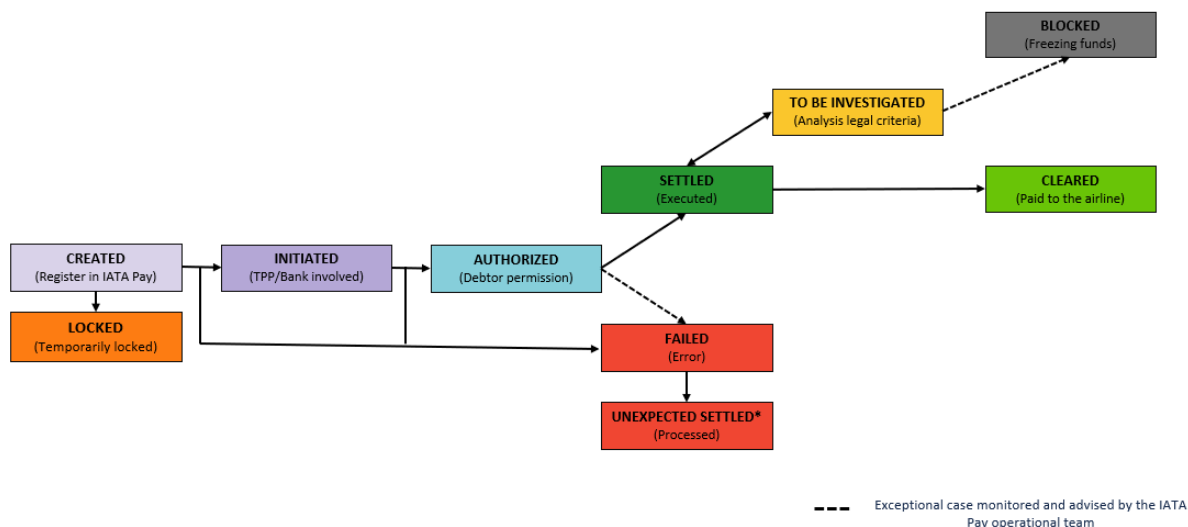 BLOCKED
(Freezing funds)
TO BE INVESTIGATED
(Analysis legal criteria)
SETTLED
(Executed)
CLEARED
(Paid to the airline)
CREATED
(Register in IATA Pay)
INITIATED
(TPP/Bank involved)
AUTHORIZED
(Debtor permission)
LOCKED
(Temporarily locked)
FAILED
(Error)
UNEXPECTED SETTLED*
(Processed)
Exceptional case monitored and advised by the IATA
Pay operational team